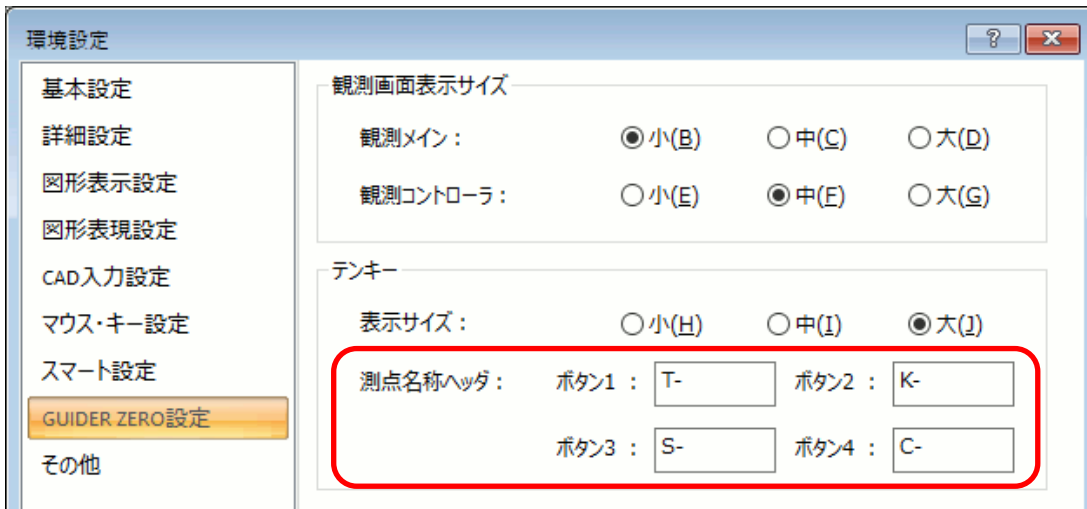 環境設定
基本設定
詳細設定
図形表示設定
図形表現設定
CAD入力設定
マウス・キー設定
スマート設定
GUIDER ZERO設定
その他
観測画面表示サイズ
観測メイン： 小(B) 中(C) 大(D)
観測コントローラ： 小(E) 中(F) 大(G)
テンキー
表示サイズ： 小(H) 中(I) 大(J)
測点名称ヘッダ： ボタン1 ： T- ボタン2 ： K-
ボタン3 ： S- ボタン4 ： C-